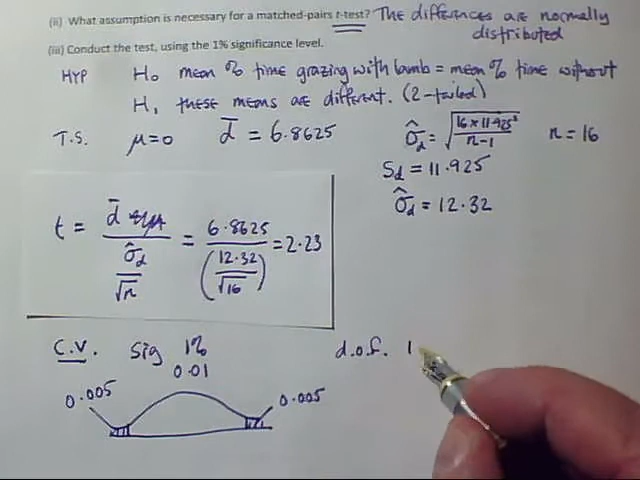 (ii) What assumption is necessary for a matched-pairs t-test? The differences are normally
distributed
(iii) Conduct the test, using the 1% significance level.
HYP H₀ mean % time grazing with lamb = mean % time without
H₁ these means are different. (2-tailed)
T.S. μ=0 d̄ = 6.8625 σ̂d = √(16×11.925²/(n-1)) n = 16
Sd = 11.925
σ̂d = 12.32
t = d̄ / (σ̂d/√n) = 6.8625 / (12.32/√16) = 2.23
C.V. Sig 1% d.o.f. 1
0.01
0.005 0.005